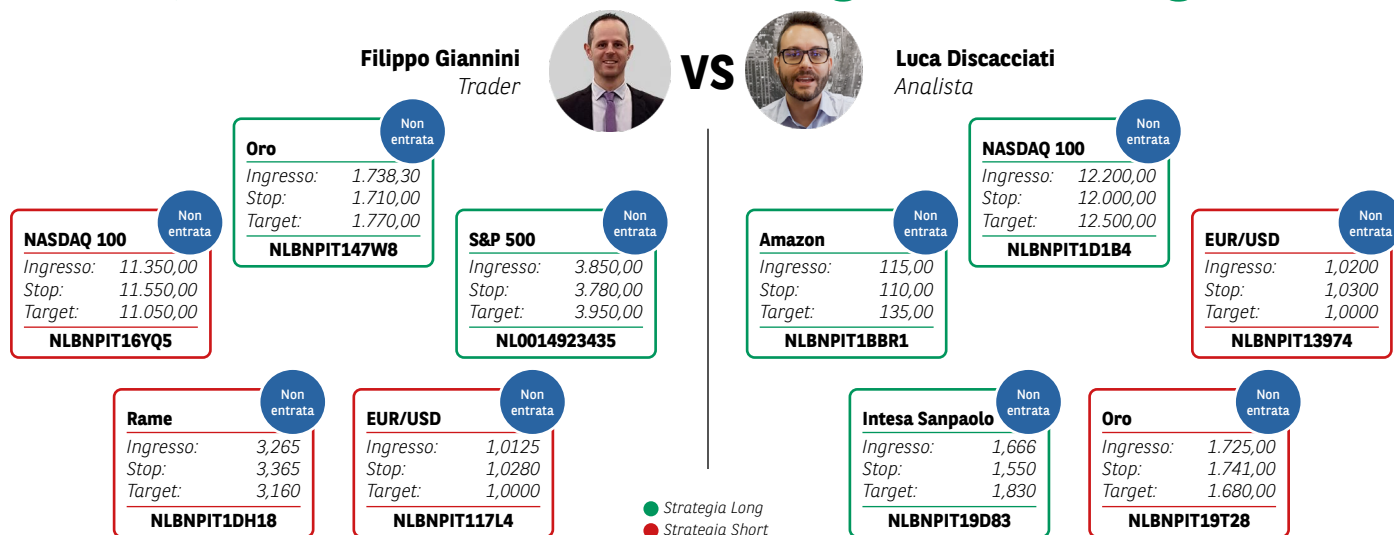 Filippo Giannini
Trader
VS
Luca Discacciati
Analista
Non
entrata
Oro
Ingresso: 1.738,30
Stop: 1.710,00
Target: 1.770,00
NLBNPIT147W8
Non
entrata
NASDAQ 100
Ingresso: 11.350,00
Stop: 11.550,00
Target: 11.050,00
NLBNPIT16YQ5
Non
entrata
S&P 500
Ingresso: 3.850,00
Stop: 3.780,00
Target: 3.950,00
NL0014923435
Non
entrata
Rame
Ingresso: 3,265
Stop: 3,365
Target: 3,160
NLBNPIT1DH18
Non
entrata
EUR/USD
Ingresso: 1,0125
Stop: 1,0280
Target: 1,0000
NLBNPIT117L4
Non
entrata
NASDAQ 100
Ingresso: 12.200,00
Stop: 12.000,00
Target: 12.500,00
NLBNPIT1D1B4
Non
entrata
Amazon
Ingresso: 115,00
Stop: 110,00
Target: 135,00
NLBNPIT1BBR1
Non
entrata
EUR/USD
Ingresso: 1,0200
Stop: 1,0300
Target: 1,0000
NLBNPIT13974
Non
entrata
Intesa Sanpaolo
Ingresso: 1,666
Stop: 1,550
Target: 1,830
NLBNPIT19D83
Non
entrata
Oro
Ingresso: 1.725,00
Stop: 1.741,00
Target: 1.680,00
NLBNPIT19T28
Strategia Long
Strategia Short